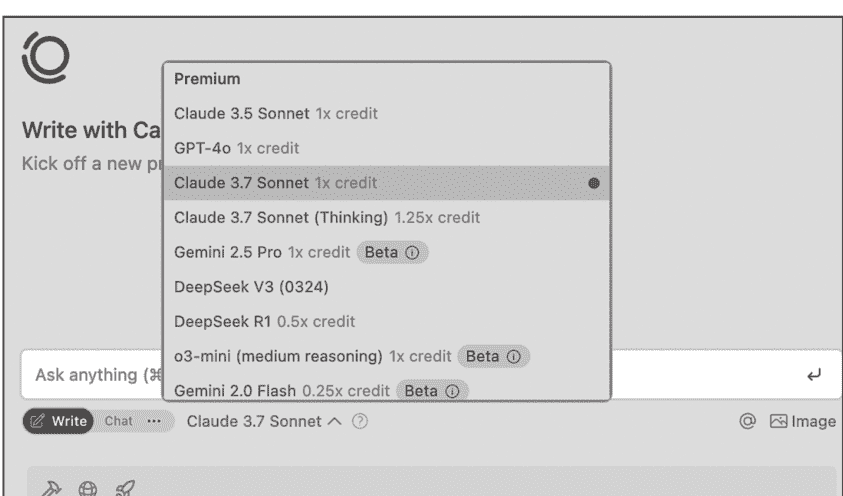 Premium
Claude 3.5 Sonnet 1x credit
Write with Ca
GPT-4o 1x credit
Kick off a new pr
Claude 3.7 Sonnet 1x credit
Claude 3.7 Sonnet (Thinking) 1.25x credit
Gemini 2.5 Pro 1x credit Beta
DeepSeek V3 (0324)
DeepSeek R1 0.5x credit
o3-mini (medium reasoning) 1x credit Beta
Ask anything (⌘
Gemini 2.0 Flash 0.25x credit Beta
Write Chat ... Claude 3.7 Sonnet ? @ Image